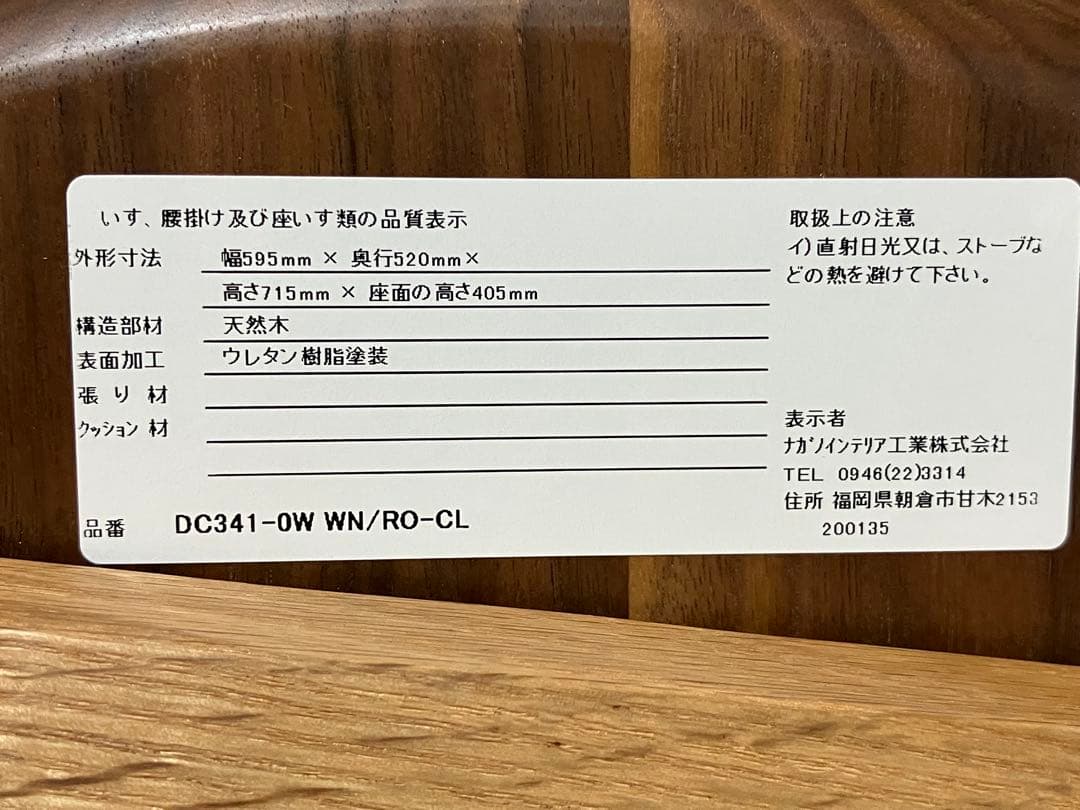 いす、腰掛け及び座いす類の品質表示
外形寸法 幅595mm × 奥行520mm×
高さ715mm × 座面の高さ405mm
構造部材 天然木
表面加工 ウレタン樹脂塗装
張り材
クッション材
品番 DC341-0W WN/RO-CL
取扱上の注意
イ)直射日光又は、ストーブな
どの熱を避けて下さい。
表示者
ナガノインテリア工業株式会社
TEL 0946(22)3314
住所 福岡県朝倉市甘木2153
200135